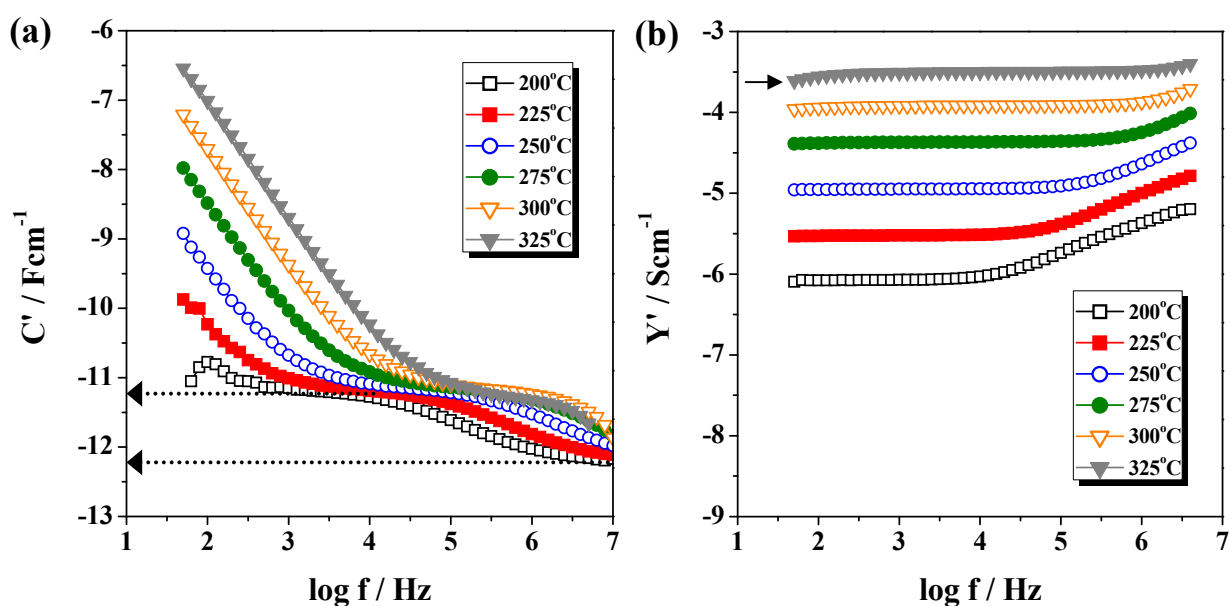 (a)
C' / Fcm⁻¹
-6
-7
-8
-9
-10
-11
-12
-13
1 2 3 4 5 6 7
log f / Hz
200°C
225°C
250°C
275°C
300°C
325°C
(b)
Y' / Scm⁻¹
-3
-4
-5
-6
-6
-8
-9
1 2 3 4 5 6 7
log f / Hz
200°C
225°C
250°C
275°C
300°C
325°C